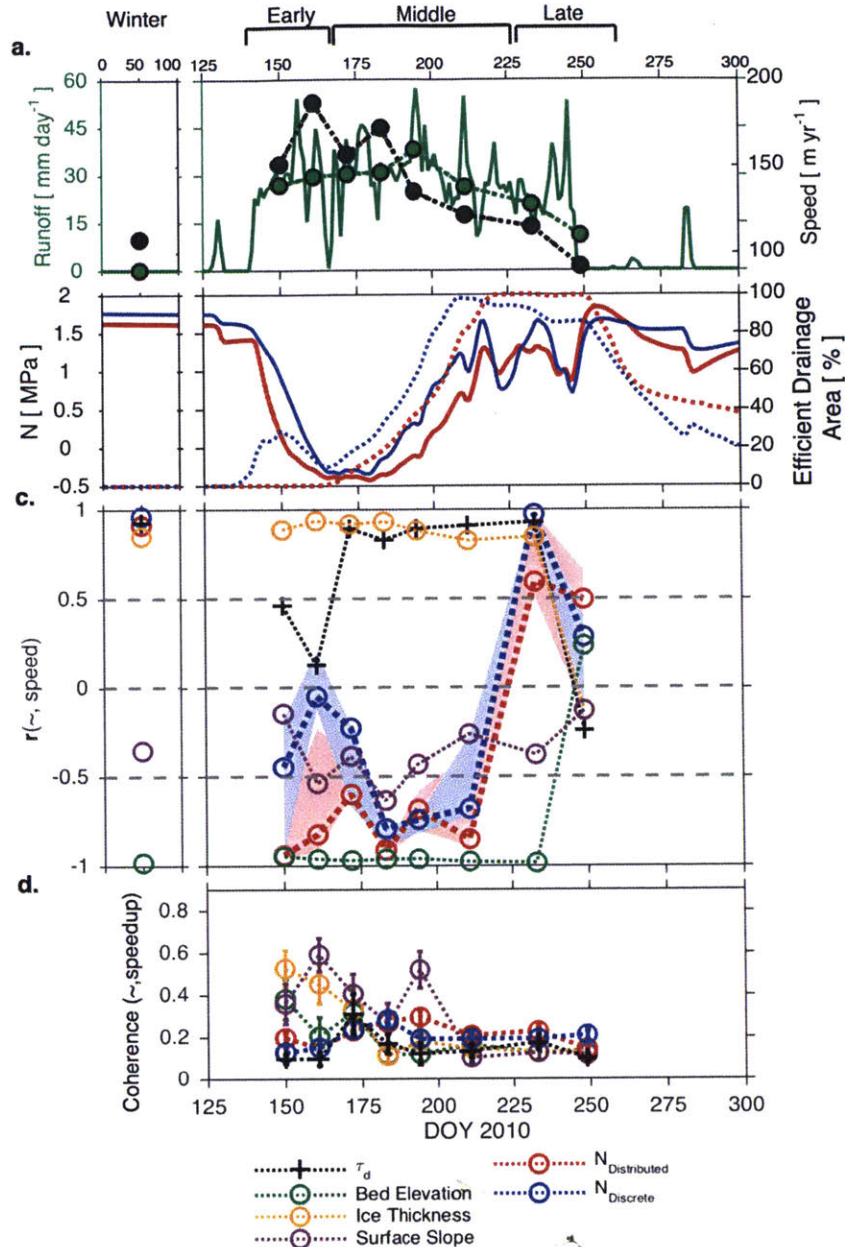 Winter
Early
Middle
Late
a.
0 50 100
125 150 175 200 225 250 275 300
60
45
30
15
0
Runoff [ mm day-1 ]
200
150
100
Speed [ m yr-1 ]
2
1.5
1
0.5
0
-0.5
N [ MPa ]
100
80
60
40
20
0
Efficient Drainage
Area [ % ]
c.
1
0.5
0
-0.5
-1
r(~, speed)
d.
0.8
0.6
0.4
0.2
0
Coherence (~,speedup)
125 150 175 200 225 250 275 300
DOY 2010
τd
Bed Elevation
Ice Thickness
Surface Slope
NDistributed
NDiscrete